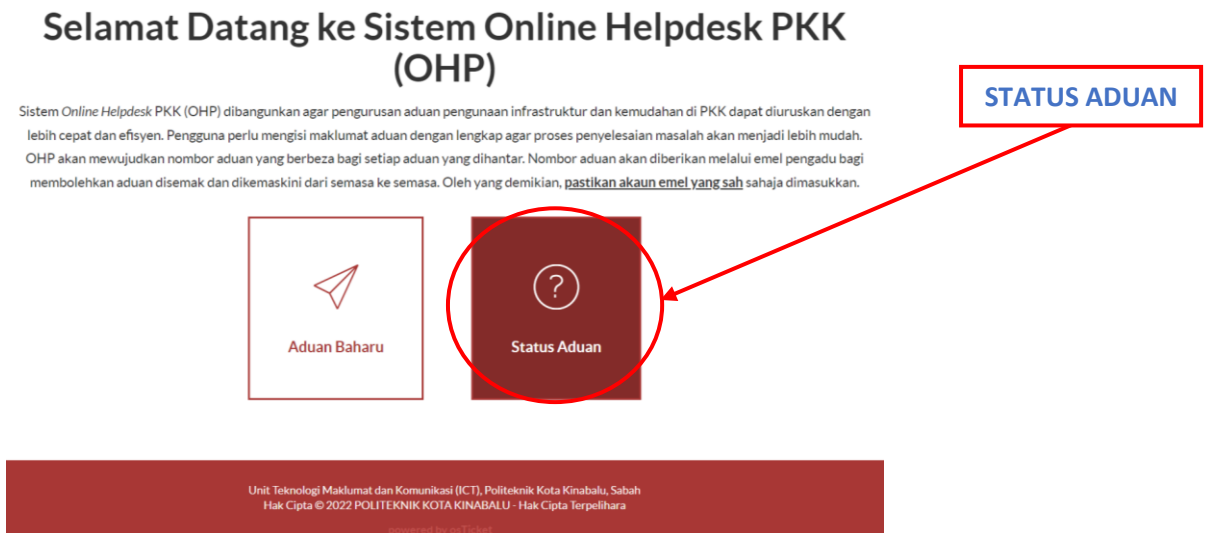 Selamat Datang ke Sistem Online Helpdesk PKK
(OHP)
STATUS ADUAN
Sistem Online Helpdesk PKK (OHP) dibangunkan agar pengurusan aduan pengunaan infrastruktur dan kemudahan di PKK dapat diuruskan dengan
lebih cepat dan efisyen. Pengguna perlu mengisi maklumat aduan dengan lengkap agar proses penyelesaian masalah akan menjadi lebih mudah.
OHP akan mewujudkan nombor aduan yang berbeza bagi setiap aduan yang dihantar. Nombor aduan akan diberikan melalui emel pengadu bagi
membolehkan aduan disemak dan dikemaskini dari semasa ke semasa. Oleh yang demikian, pastikan akaun emel yang sah sahaja dimasukkan.
?
Aduan Baharu
Status Aduan
Unit Teknologi Maklumat dan Komunikasi (ICT), Politeknik Kota Kinabalu, Sabah
Hak Cipta © 2022 POLITEKNIK KOTA KINABALU - Hak Cipta Terpelihara
powered by osTicket